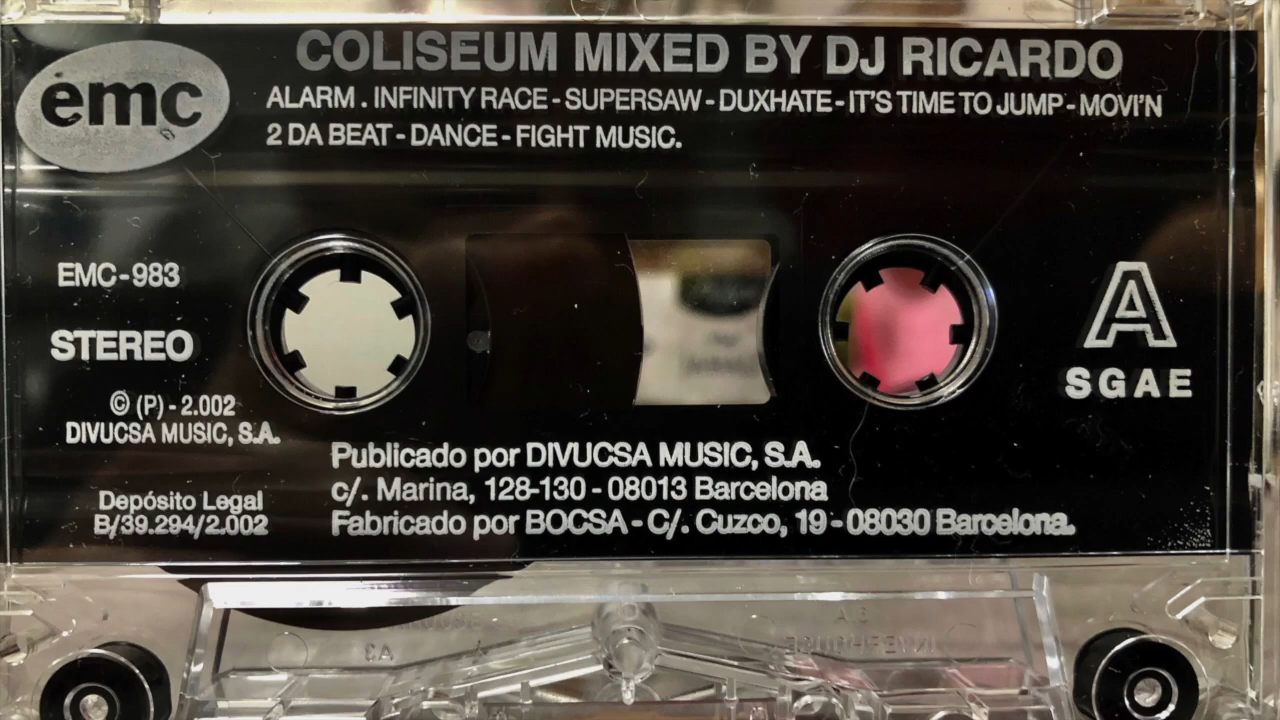 emc
COLISEUM MIXED BY DJ RICARDO
ALARM . INFINITY RACE - SUPERSAW - DUXHATE - IT'S TIME TO JUMP - MOVI'N
2 DA BEAT - DANCE - FIGHT MUSIC.
EMC-983
STEREO
© (P) - 2.002
DIVUCSA MUSIC, S.A.
Depósito Legal
B/39.294/2.002
A
SGAE
Publicado por DIVUCSA MUSIC, S.A.
c/. Marina, 128-130 - 08013 Barcelona
Fabricado por BOCSA - C/. Cuzco, 19 - 08030 Barcelona.